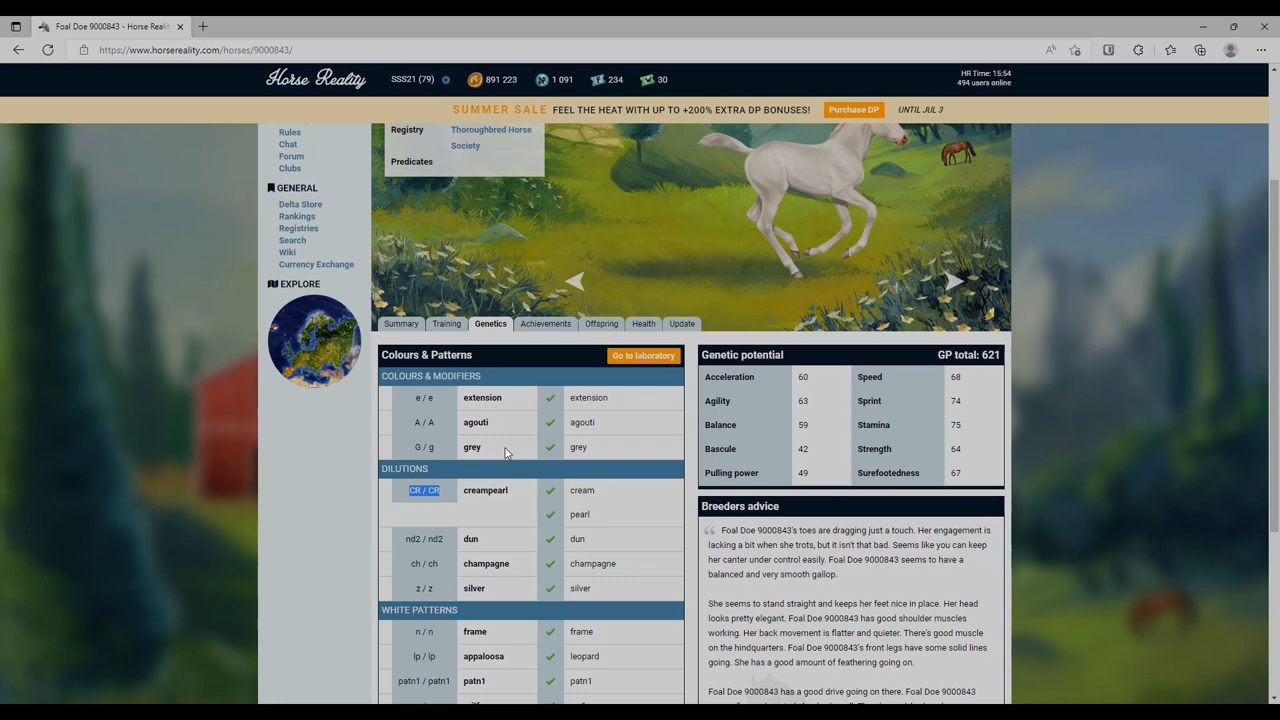 Foal Doe 9000843 - Horse Realit
https://www.horsereality.com/horses/9000843/
Horse Reality
SSS21 (79)
891 223
1 091
234
30
HR Time: 15:54
494 users online
SUMMER SALE FEEL THE HEAT WITH UP TO +200% EXTRA DP BONUSES! Purchase DP UNTIL JUL 3
Rules
Chat
Forum
Clubs
GENERAL
Delta Store
Rankings
Registries
Search
Wiki
Currency Exchange
EXPLORE
Registry Thoroughbred Horse
Society
Predicates
Summary Training Genetics Achievements Offspring Health Update
Colours & Patterns Go to laboratory
COLOURS & MODIFIERS
e / e extension extension
A / A agouti agouti
G / g grey grey
DILUTIONS
CR / CR creampearl cream
pearl
nd2 / nd2 dun dun
ch / ch champagne champagne
z / z silver silver
WHITE PATTERNS
n / n frame frame
lp / lp appaloosa leopard
patn1 / patn1 patn1 patn1
Genetic potential GP total: 621
Acceleration 60 Speed 68
Agility 63 Sprint 74
Balance 59 Stamina 75
Bascule 42 Strength 64
Pulling power 49 Surefootedness 67
Breeders advice
Foal Doe 9000843's toes are dragging just a touch. Her engagement is
lacking a bit when she trots, but it isn't that bad. Seems like you can keep
her canter under control easily. Foal Doe 9000843 seems to have a
balanced and very smooth gallop.
She seems to stand straight and keeps her feet nice in place. Her head
looks pretty elegant. Foal Doe 9000843 has good shoulder muscles
working. Her back movement is flatter and quieter. There's good muscle
on the hindquarters. Foal Doe 9000843's front legs have some solid lines
going. She has a good amount of feathering going on.
Foal Doe 9000843 has a good drive going on there. Foal Doe 9000843